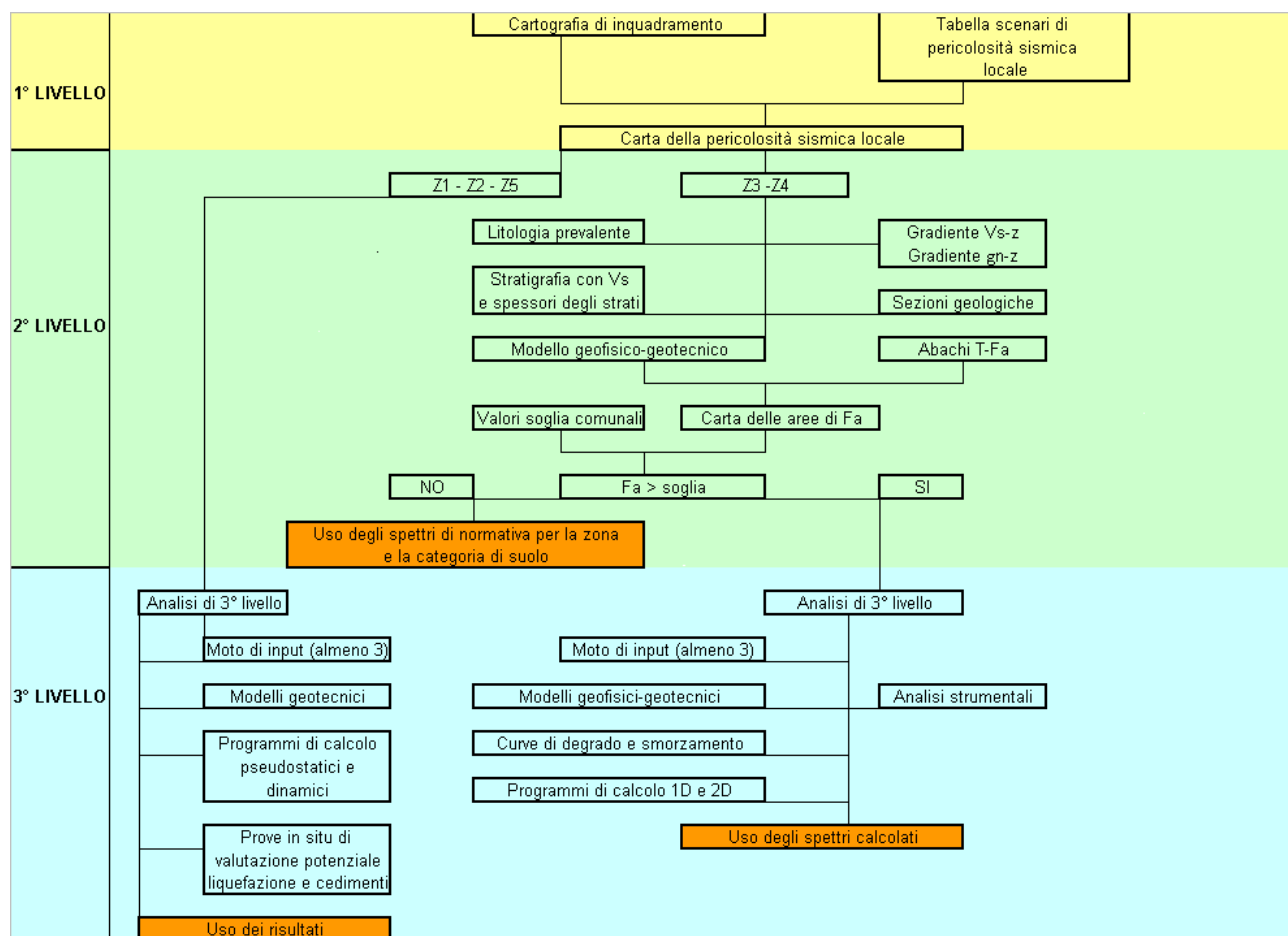 Cartografia di inquadramento
Tabella scenari di
pericolosità sismica
locale
1° LIVELLO
Carta della pericolosità sismica locale
Z1 - Z2 - Z5
Z3 -Z4
Litologia prevalente
Gradiente Vs-z
Gradiente gn-z
Stratigrafia con Vs
e spessori degli strati
Sezioni geologiche
2° LIVELLO
Modello geofisico-geotecnico
Abachi T-Fa
Valori soglia comunali
Carta delle aree di Fa
NO
Fa > soglia
SI
Uso degli spettri di normativa per la zona
e la categoria di suolo
Analisi di 3° livello
Analisi di 3° livello
Moto di input (almeno 3)
Moto di input (almeno 3)
3° LIVELLO
Modelli geotecnici
Modelli geofisici-geotecnici
Analisi strumentali
Programmi di calcolo
pseudostatici e
dinamici
Curve di degrado e smorzamento
Programmi di calcolo 1D e 2D
Prove in situ di
valutazione potenziale
liquefazione e cedimenti
Uso degli spettri calcolati
Uso dei risultati